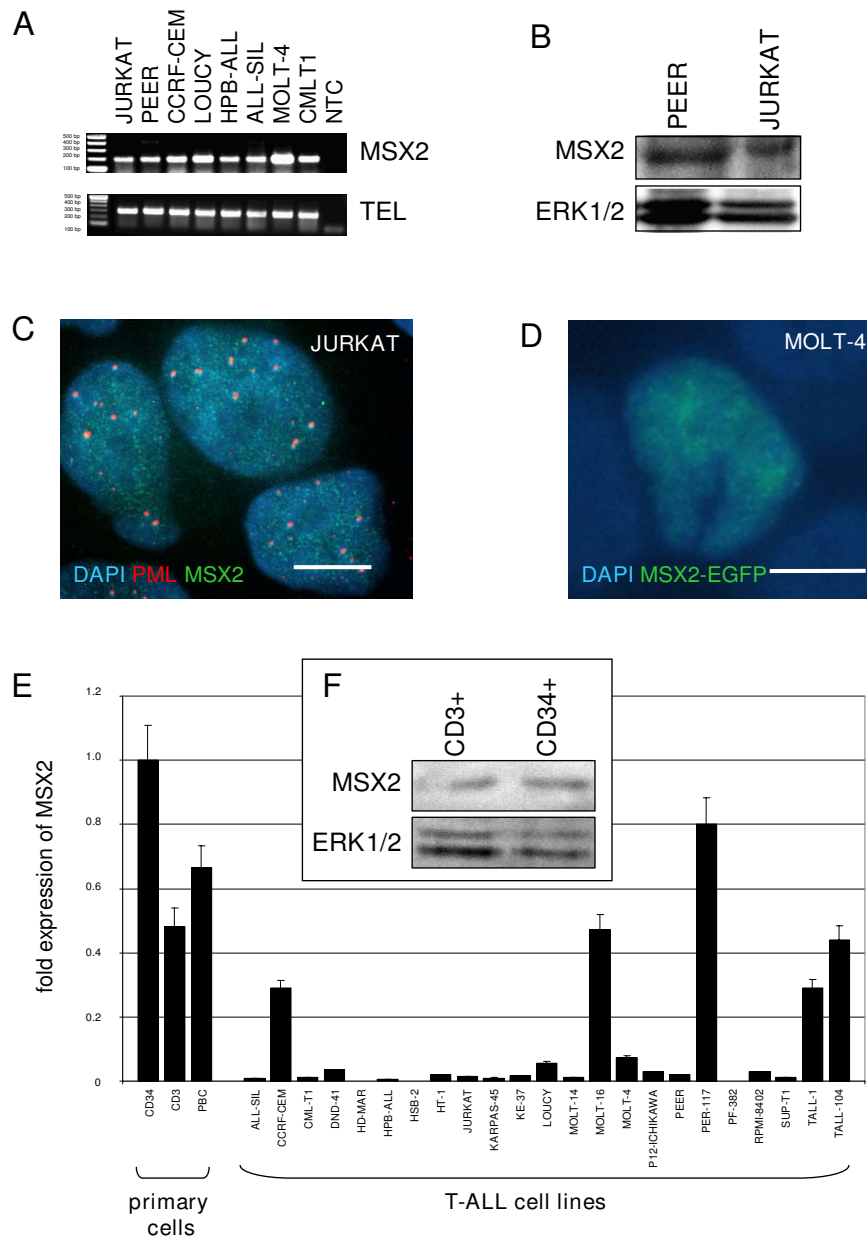 A
JURKAT
PEER
CCRF-CEM
LOUCY
HPB-ALL
ALL-SIL
MOLT-4
CMLT1
NTC
500 bp
400 bp
300 bp
200 bp
100 bp
MSX2
500 bp
400 bp
300 bp
200 bp
100 bp
TEL
B
PEER
JURKAT
MSX2
ERK1/2
C
JURKAT
DAPI PML MSX2
D
MOLT-4
DAPI MSX2-EGFP
E
fold expression of MSX2
1.2
1.0
0.8
0.6
0.4
0.2
0
F
CD3+
CD34+
MSX2
ERK1/2
CD34
CD3
PBC
ALL-SIL
CCRF-CEM
CML-T1
DND-41
HD-MAR
HPB-ALL
HSB-2
HT-1
JURKAT
KARPAS-45
KE-37
LOUCY
MOLT-14
MOLT-16
MOLT-4
P12-ICHIKAWA
PEER
PER-117
PF-382
RPMI-8402
SUP-T1
TALL-1
TALL-104
primary
cells
T-ALL cell lines